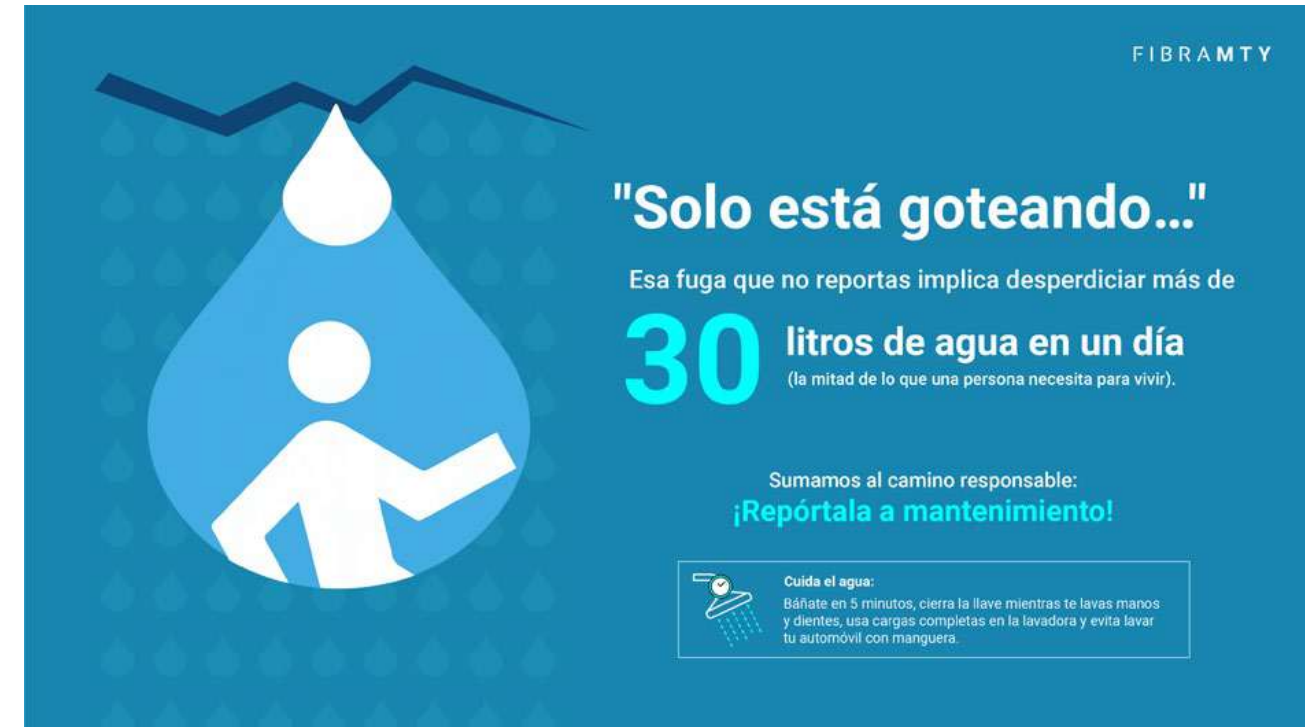 FIBRAMTY
"Solo está goteando..."
Esa fuga que no reportas implica desperdiciar más de
30 litros de agua en un día
(la mitad de lo que una persona necesita para vivir).
Sumamos al camino responsable:
¡Repórtala a mantenimiento!
Cuida el agua:
Báñate en 5 minutos, cierra la llave mientras te lavas manos
y dientes, usa cargas completas en la lavadora y evita lavar
tu automóvil con manguera.